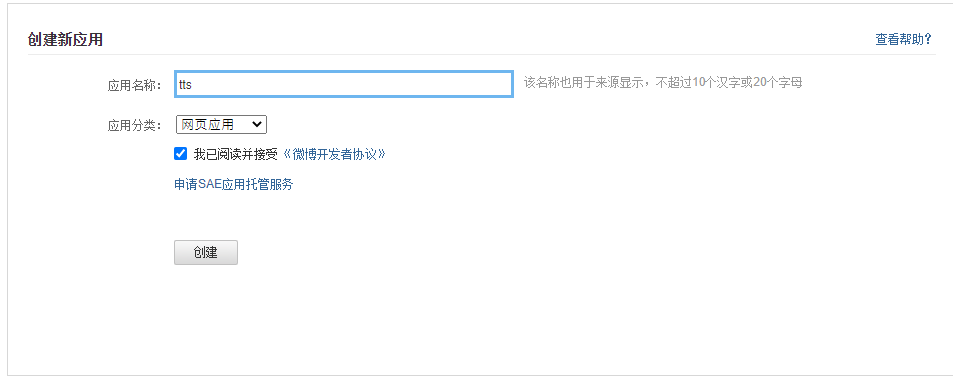 创建新应用 查看帮助?
应用名称: tts 该名称也用于来源显示，不超过10个汉字或20个字母
应用分类: 网页应用
我已阅读并接受《微博开发者协议》
申请SAE应用托管服务
创建